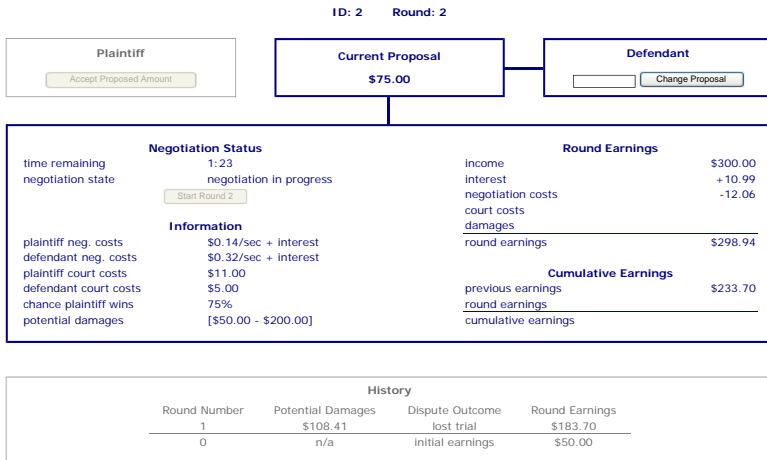 ID: 2 Round: 2
Plaintiff
Accept Proposed Amount
Current Proposal
$75.00
Defendant
Change Proposal
Negotiation Status
time remaining 1:23
negotiation state negotiation in progress
Start Round 2
Information
plaintiff neg. costs $0.14/sec + interest
defendant neg. costs $0.32/sec + interest
plaintiff court costs $11.00
defendant court costs $5.00
chance plaintiff wins 75%
potential damages [$50.00 - $200.00]
Round Earnings
income $300.00
interest +10.99
negotiation costs -12.06
court costs
damages
round earnings $298.94
Cumulative Earnings
previous earnings $233.70
round earnings
cumulative earnings
History
Round Number Potential Damages Dispute Outcome Round Earnings
1 $108.41 lost trial $183.70
0 n/a initial earnings $50.00